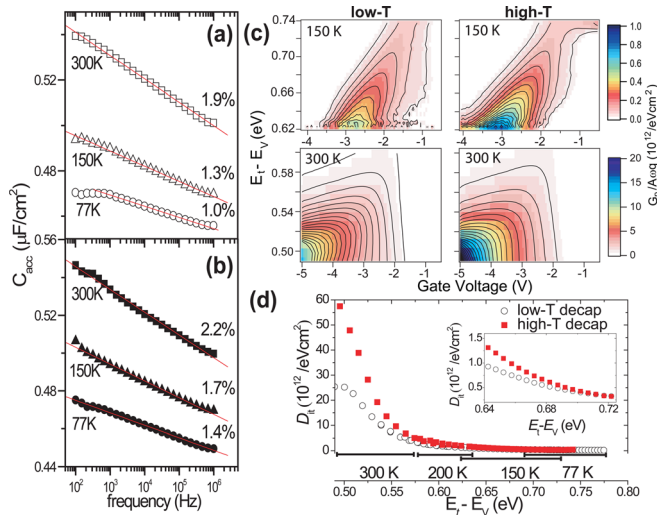 (a)
300K
1.9%
150K
1.3%
77K
1.0%
0.52
0.48
0.56
(b)
300K
2.2%
150K
1.7%
77K
1.4%
0.52
0.48
0.44
C_acc (µF/cm²)
10² 10³ 10⁴ 10⁵ 10⁶
frequency (Hz)
(c)
low-T high-T
150 K
150 K
0.74
0.70
0.66
0.62
300 K
300 K
0.58
0.54
0.50
E_t - E_V (eV)
-4 -3 -2 -1
-4 -3 -2 -1
-5 -4 -3 -2 -1
-5 -4 -3 -2 -1
Gate Voltage (V)
1.0
0.8
0.6
0.4
0.2
0.0
20
15
10
5
0
(10¹²/eVcm²)
(d)
low-T decap
high-T decap
60
50
40
30
20
10
0
D_it (10¹² /eVcm²)
1.5
1.0
0.5
D_it (10¹² /eVcm²)
0.64 0.68 0.72
E_t-E_V (eV)
300 K 200 K 150 K 77 K
0.50 0.55 0.60 0.65 0.70 0.75 0.80
E_t - E_V (eV)